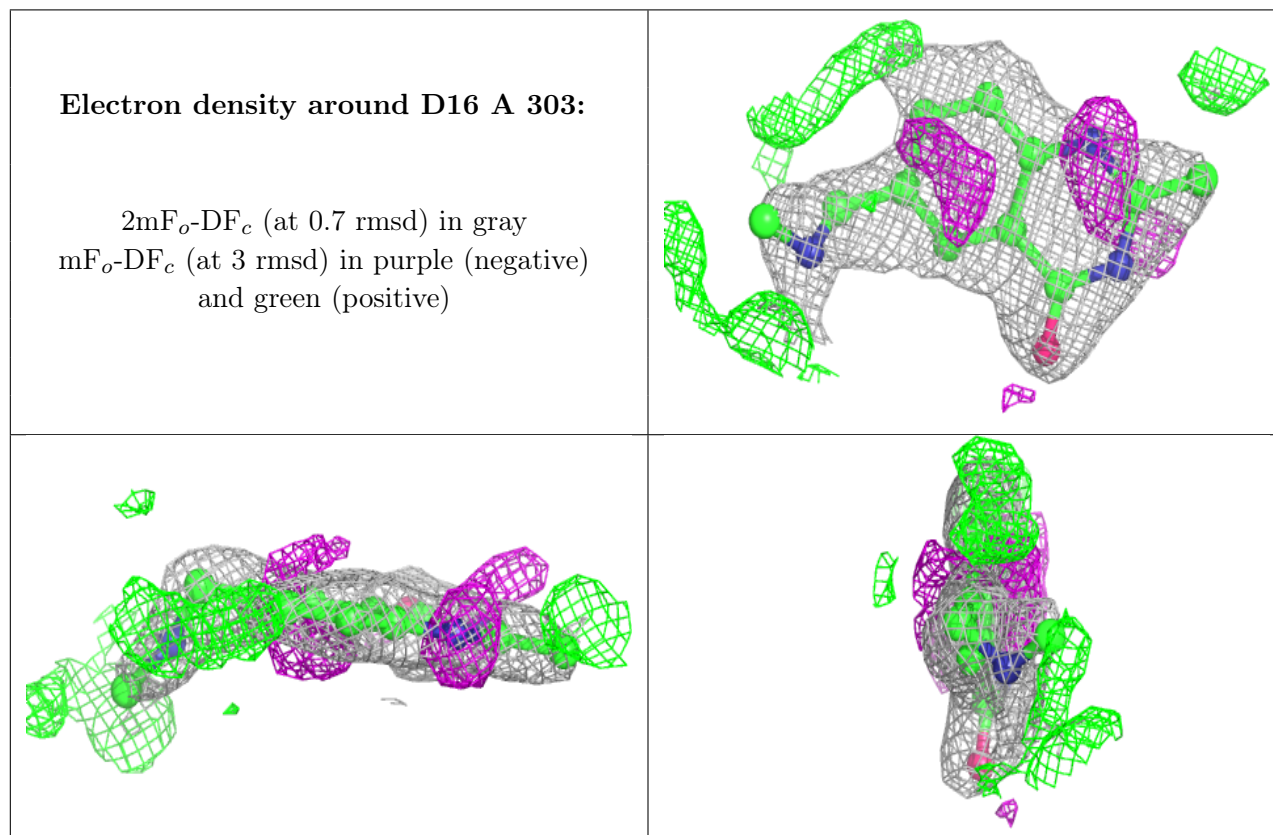 Electron density around D16 A 303:
2mFₒ-DF𝒸 (at 0.7 rmsd) in gray
mFₒ-DF𝒸 (at 3 rmsd) in purple (negative)
and green (positive)